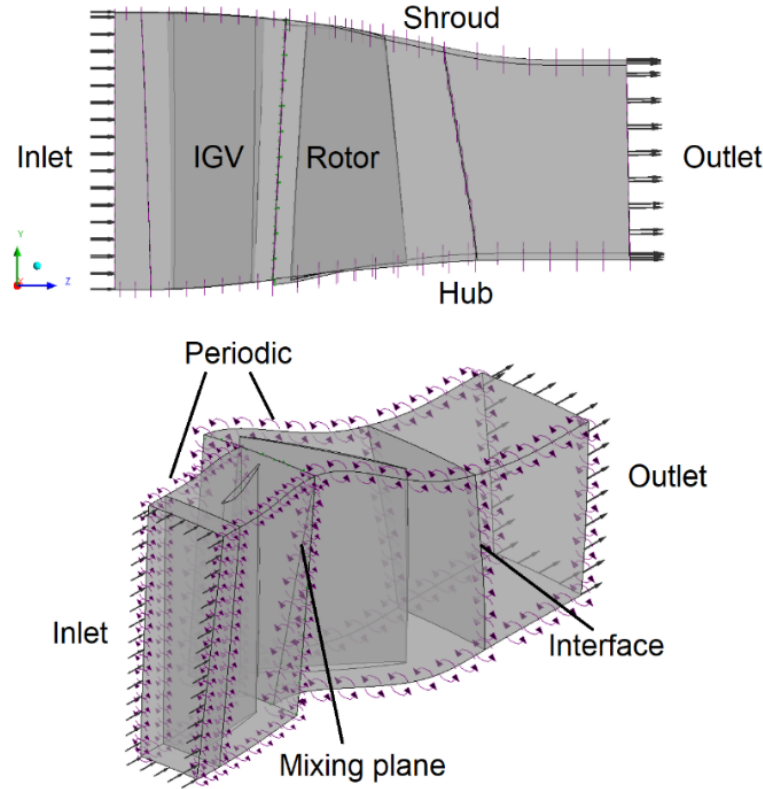 Shroud
Inlet
IGV
Rotor
Outlet
Y
X
Z
Hub
Periodic
Outlet
Inlet
Interface
Mixing plane